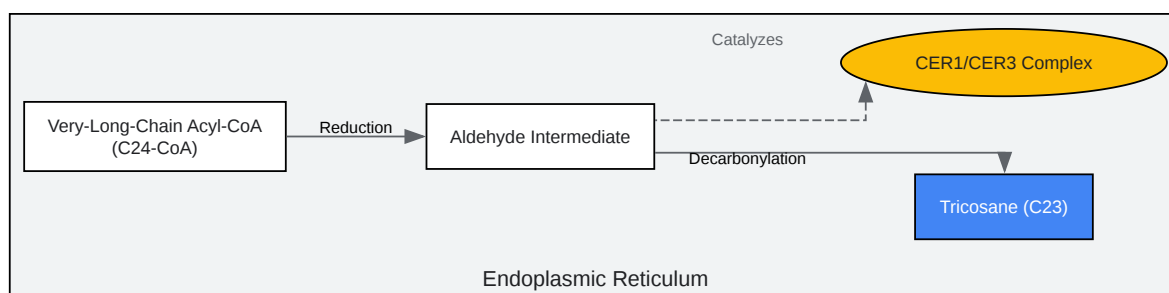 Catalyzes
CER1/CER3 Complex
Very-Long-Chain Acyl-CoA
(C24-CoA)
Reduction
Aldehyde Intermediate
Decarbonylation
Tricosane (C23)
Endoplasmic Reticulum